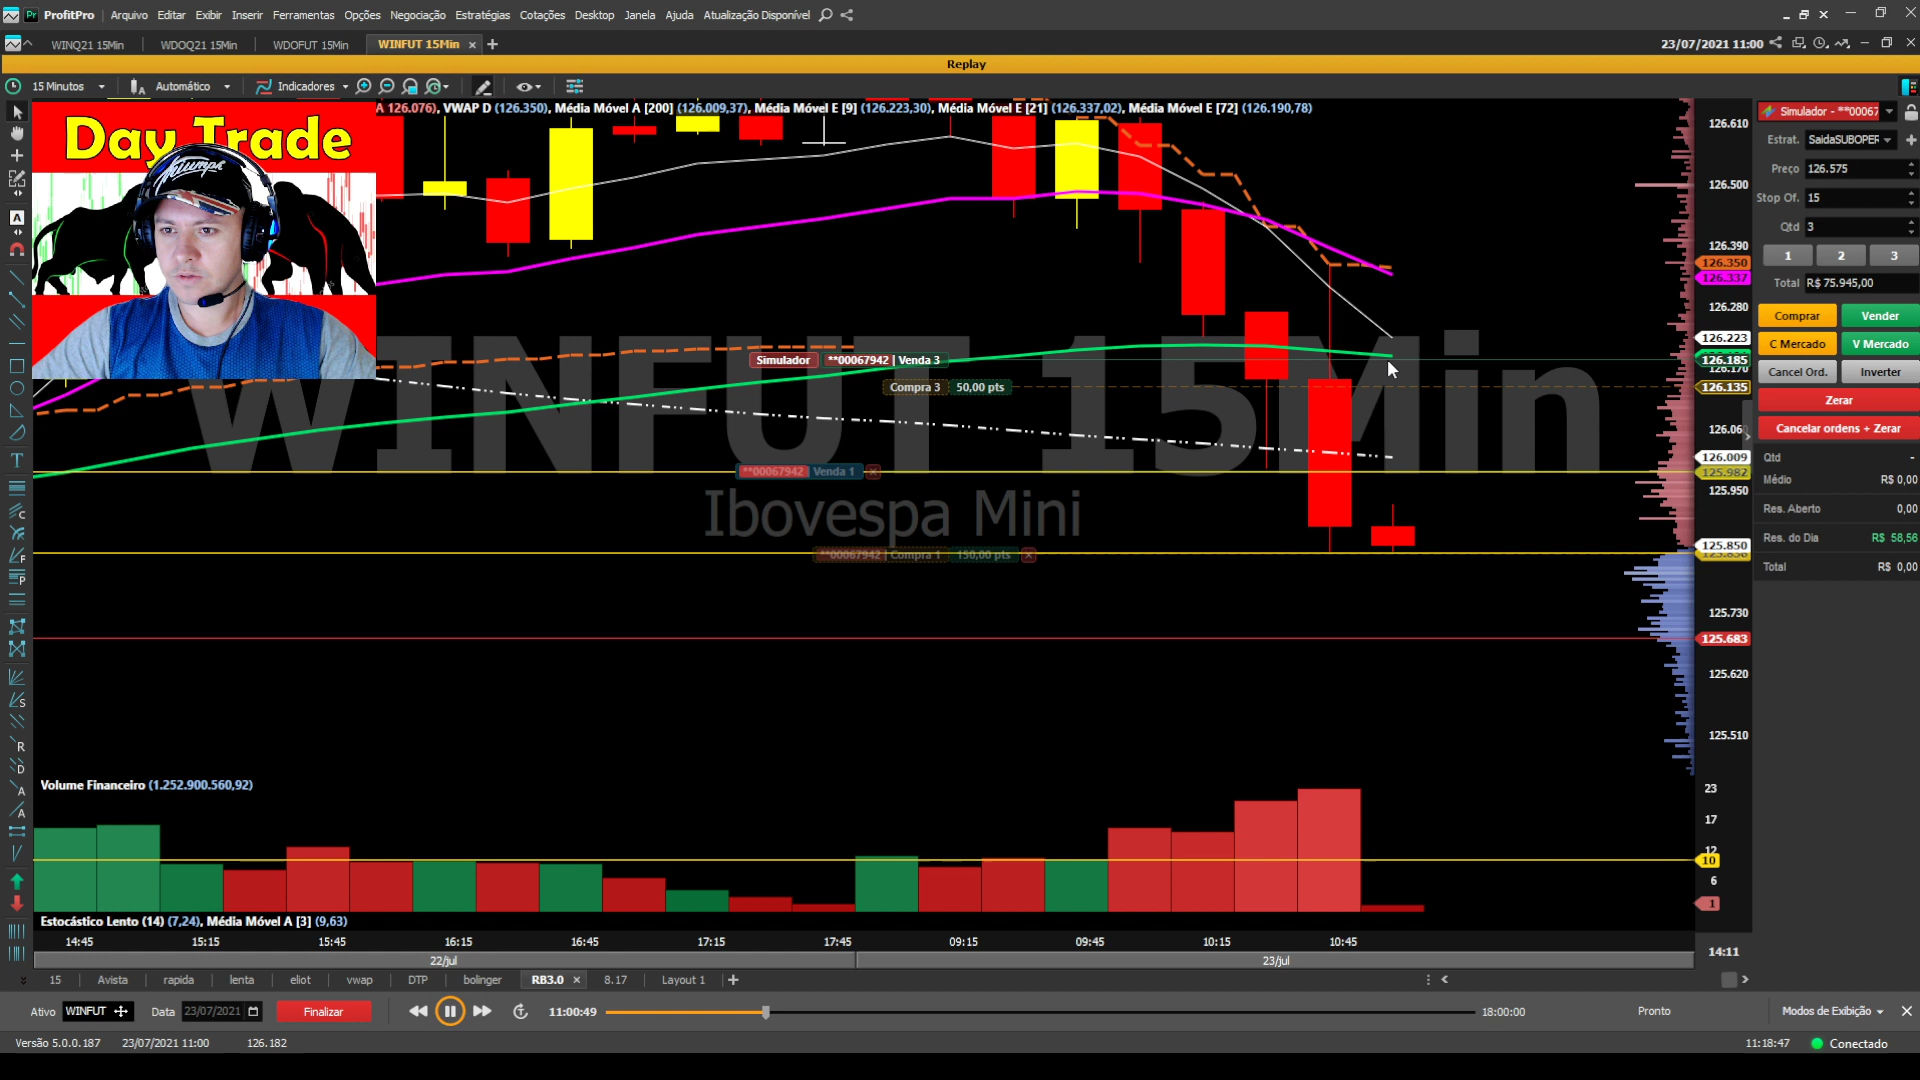 ProfitPro Arquivo Editar Exibir Inserir Ferramentas Opções Negociação Estratégias Cotações Desktop Janela Ajuda Atualização Disponível
WINQ21 15Min WDOQ21 15Min WDOFUT 15Min WINFUT 15Min 23/07/2021 11:00
Replay
15 Minutos Automático Indicadores
A 126.076), VWAP D (126.350), Média Móvel A [200] (126.009,37), Média Móvel E [9] (126.223,30), Média Móvel E [21] (126.337,02), Média Móvel E [72] (126.190,78)
Day Trade
Triumph
WINFUT 15Min
Ibovespa Mini
Simulador **00067942 | Venda 3
Compra 3 50,00 pts
**00067942 Venda 1
**00067942 Compra 1 150,00 pts
126.610
126.500
126.390
126.350
126.337
126.280
126.223
126.185
126.170
126.135
126.009
125.982
125.950
125.850
125.730
125.683
125.620
125.510
Simulador - **00067
Estrat. SaidaSUBOPER
Preço 126.575
Stop Of. 15
Qtd 3
1 2 3
Total R$ 75.945,00
Comprar Vender
C Mercado V Mercado
Cancel Ord. Inverter
Zerar
Cancelar ordens + Zerar
Qtd -
Médio R$ 0,00
Res. Aberto 0,00
Res. do Dia R$ 58,56
Total R$ 0,00
Volume Financeiro (1.252.900.560,92)
23
17
12
10
6
1
Estocástico Lento (14) (7,24), Média Móvel A [3] (9,63)
14:45 15:15 15:45 16:15 16:45 17:15 17:45 09:15 09:45 10:15 10:45 14:11
22/jul 23/jul
15 Avista rapida lenta eliot vwap DTP bolinger RB3.0 8.17 Layout 1
Ativo WINFUT Data 23/07/2021 Finalizar 11:00:49 18:00:00 Pronto Modos de Exibição
Versão 5.0.0.187 23/07/2021 11:00 126.182 11:18:47 Conectado